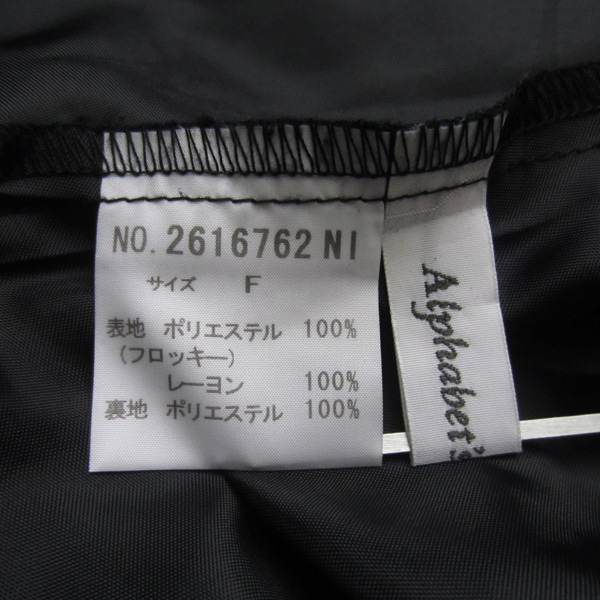 NO. 2616762 NI
サイズ F
表地 ポリエステル 100%
(フロッキー)
レーヨン 100%
裏地 ポリエステル 100%
Alphabet's